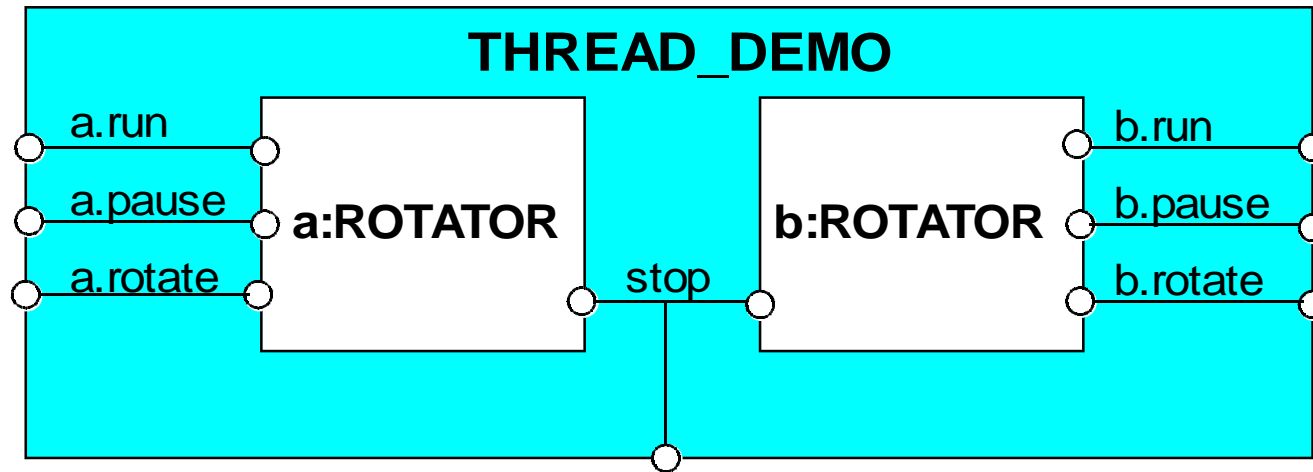 THREAD_DEMO
a.run
a.pause
a.rotate
a:ROTATOR
stop
b:ROTATOR
b.run
b.pause
b.rotate